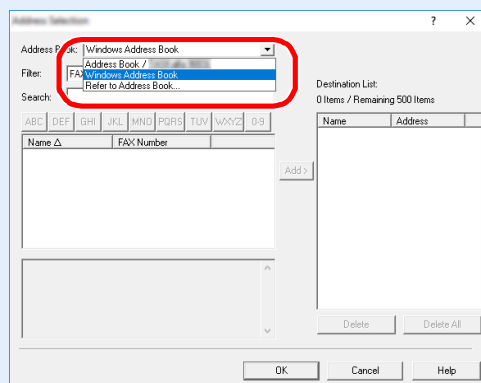 Address Selection
? ×
Address Book: Windows Address Book
Address Book /
Windows Address Book
Refer to Address Book...
Filter: FAX
Search:
Destination List:
0 Items / Remaining 500 Items
ABC DEF GHI JKL MNO PQRS TUV WXYZ 0-9
Name △ FAX Number
Name Address
Add >
Delete Delete All
OK Cancel Help